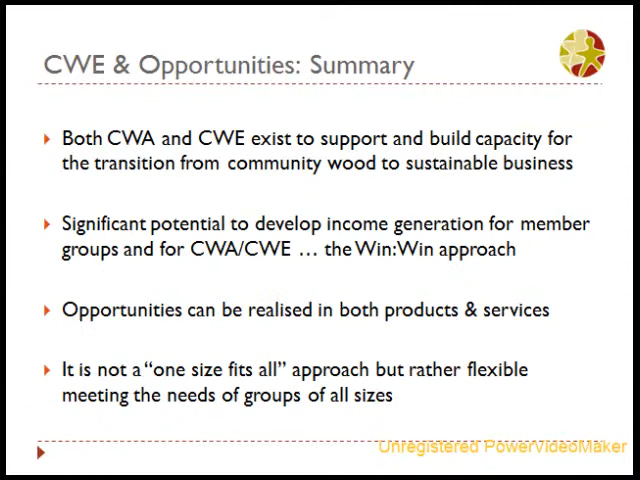 CWE & Opportunities: Summary
Both CWA and CWE exist to support and build capacity for
the transition from community wood to sustainable business
Significant potential to develop income generation for member
groups and for CWA/CWE … the Win:Win approach
Opportunities can be realised in both products & services
It is not a “one size fits all” approach but rather flexible
meeting the needs of groups of all sizes
Unregistered PowerVideoMaker